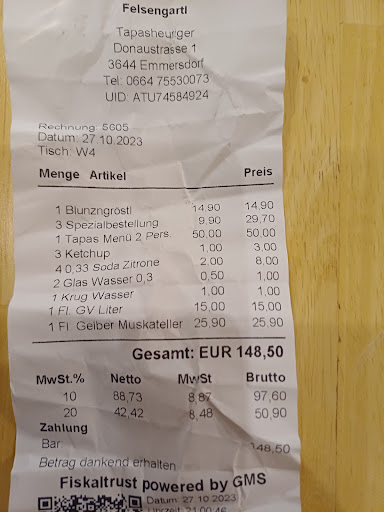 Felsengartl
Tapasheuriger
Donaustrasse 1
3644 Emmersdorf
Tel: 0664 75530073
UID: ATU74584924
Rechnung: S605
Datum: 27.10.2023
Tisch: W4
Menge Artikel Preis
1 Blunzngröstl 14,90 14,90
3 Spezialbestellung 9,90 29,70
1 Tapas Menü 2 Pers. 50,00 50,00
3 Ketchup 1,00 3,00
4 0,33 Soda Zitrone 2,00 8,00
2 Glas Wasser 0,3 0,50 1,00
1 Krug Wasser 1,00 1,00
1 Fl. GV Liter 15,00 15,00
1 Fl. Gelber Muskateller 25,90 25,90
Gesamt: EUR 148,50
MwSt.% Netto MwSt Brutto
10 88,73 8,87 97,60
20 42,42 8,48 50,90
Zahlung
Bar 148,50
Betrag dankend erhalten
Fiskaltrust powered by GMS
Datum: 27.10.2023
Uhrzeit: 21:00:46